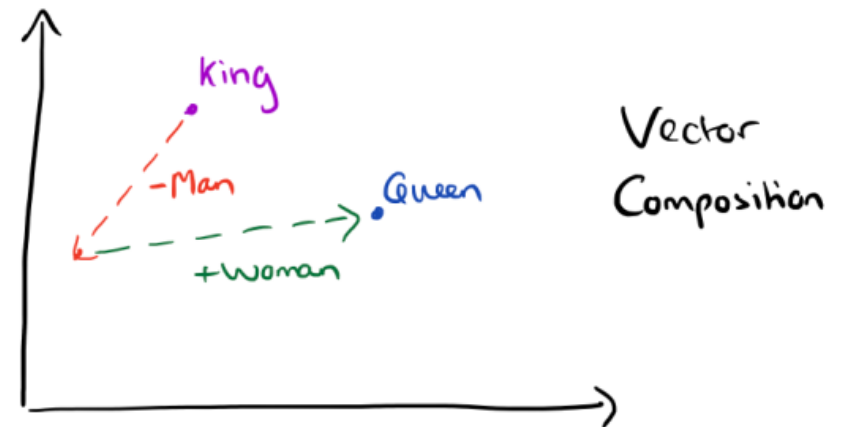 King
-Man
Queen
+Woman
Vector
Composition